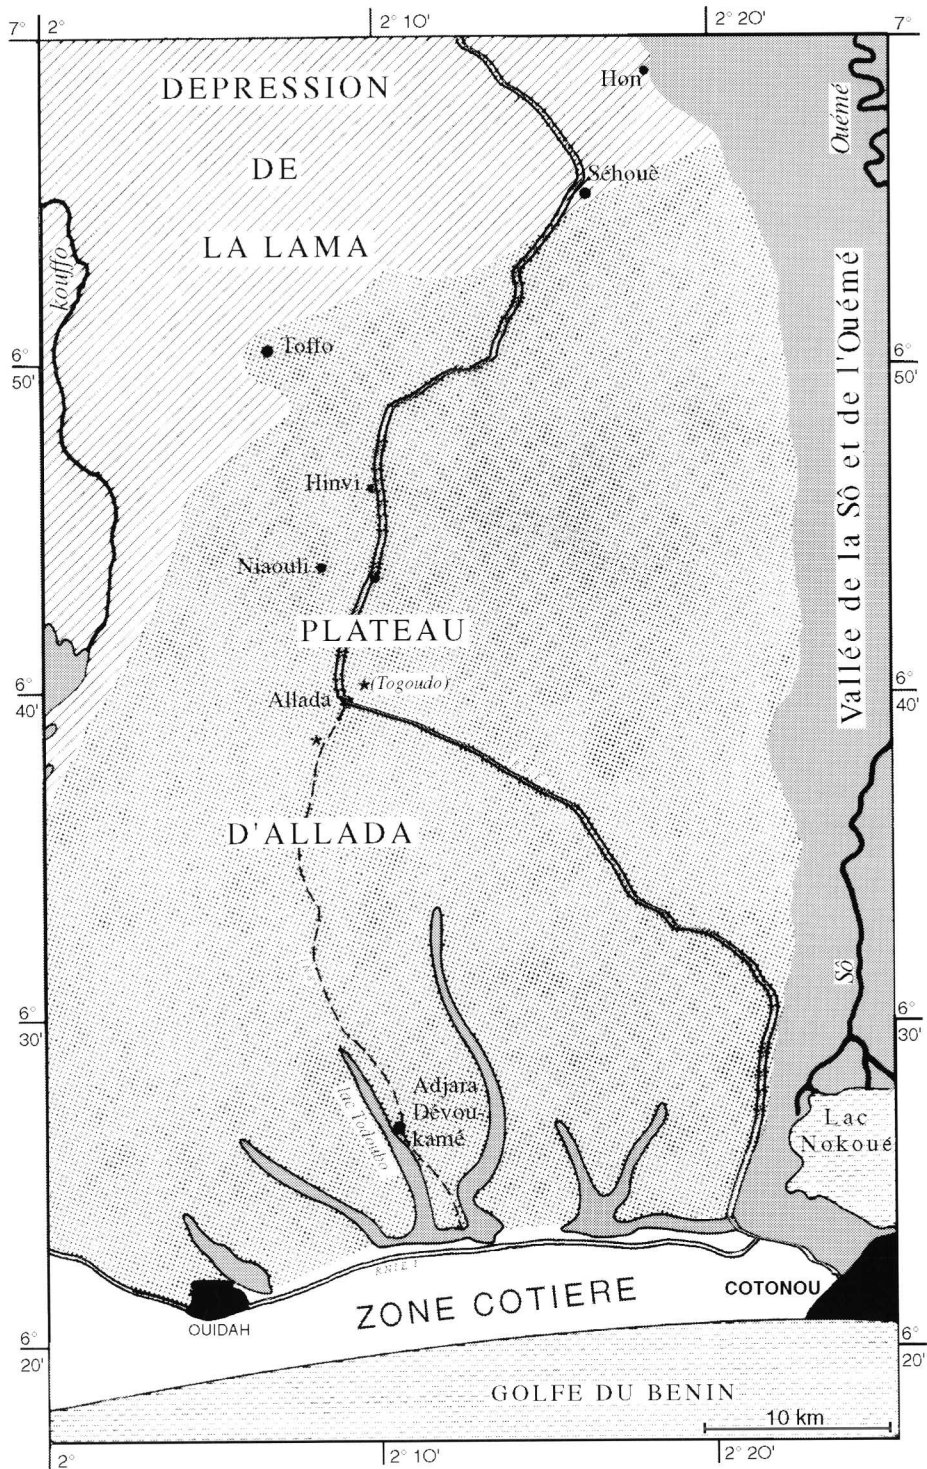 2°
2° 10'
2° 20'
7°
7°
DEPRESSION
DE
LA LAMA
Hon
Ouémé
Séhouè
kouffo
Toffo
6°
50'
6°
50'
Vallée de la Sô et de l'Ouémé
Hinvi
Niaouli
PLATEAU
(Togoudo)
Allada
6°
40'
6°
40'
D'ALLADA
Sô
6°
30'
6°
30'
Adjara
Dévou-
kamé
Lac
Lac
Nokoué
COTONOU
ZONE COTIERE
OUIDAH
6°
20'
6°
20'
GOLFE DU BENIN
10 km
2°
2° 10'
2° 20'